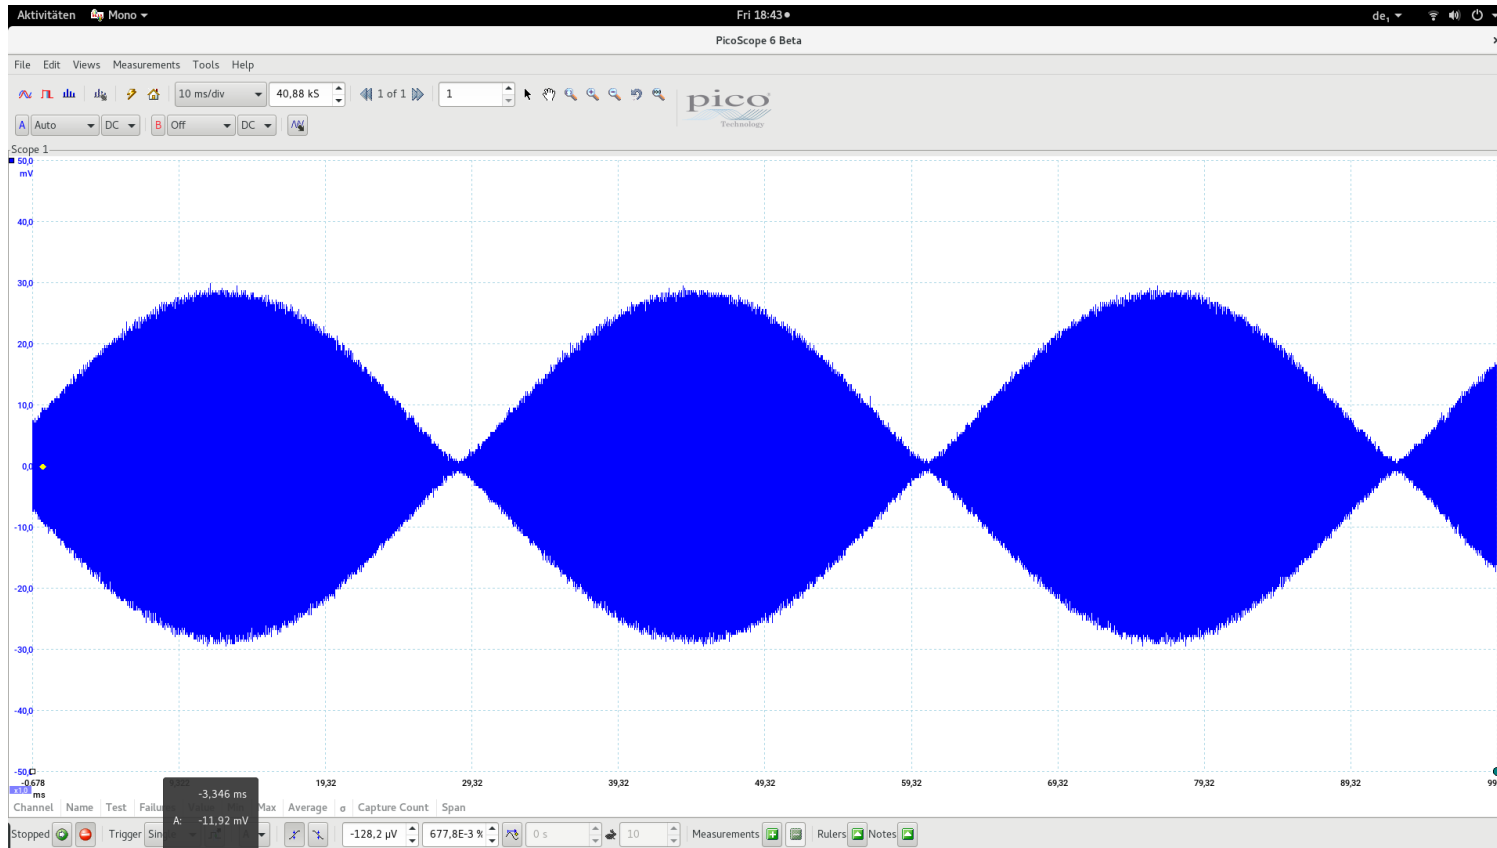 Aktivitäten Mono Fri 18:43 de₁
PicoScope 6 Beta
File Edit Views Measurements Tools Help
10 ms/div 40,88 kS 1 of 1 1
pico
Technology
A Auto DC B Off DC
Scope 1
50,0
mV
40,0
30,0
20,0
10,0
0,0
-10,0
-20,0
-30,0
-40,0
-50,0
-0,678 19,32 29,32 39,32 49,32 59,32 69,32 79,32 89,32
x1,0 ms
-3,346 ms
A: -11,92 mV
Channel Name Test Max Average σ Capture Count Span
Stopped Trigger -128,2 µV 677,8E-3 % 0 s 10 Measurements Rulers Notes